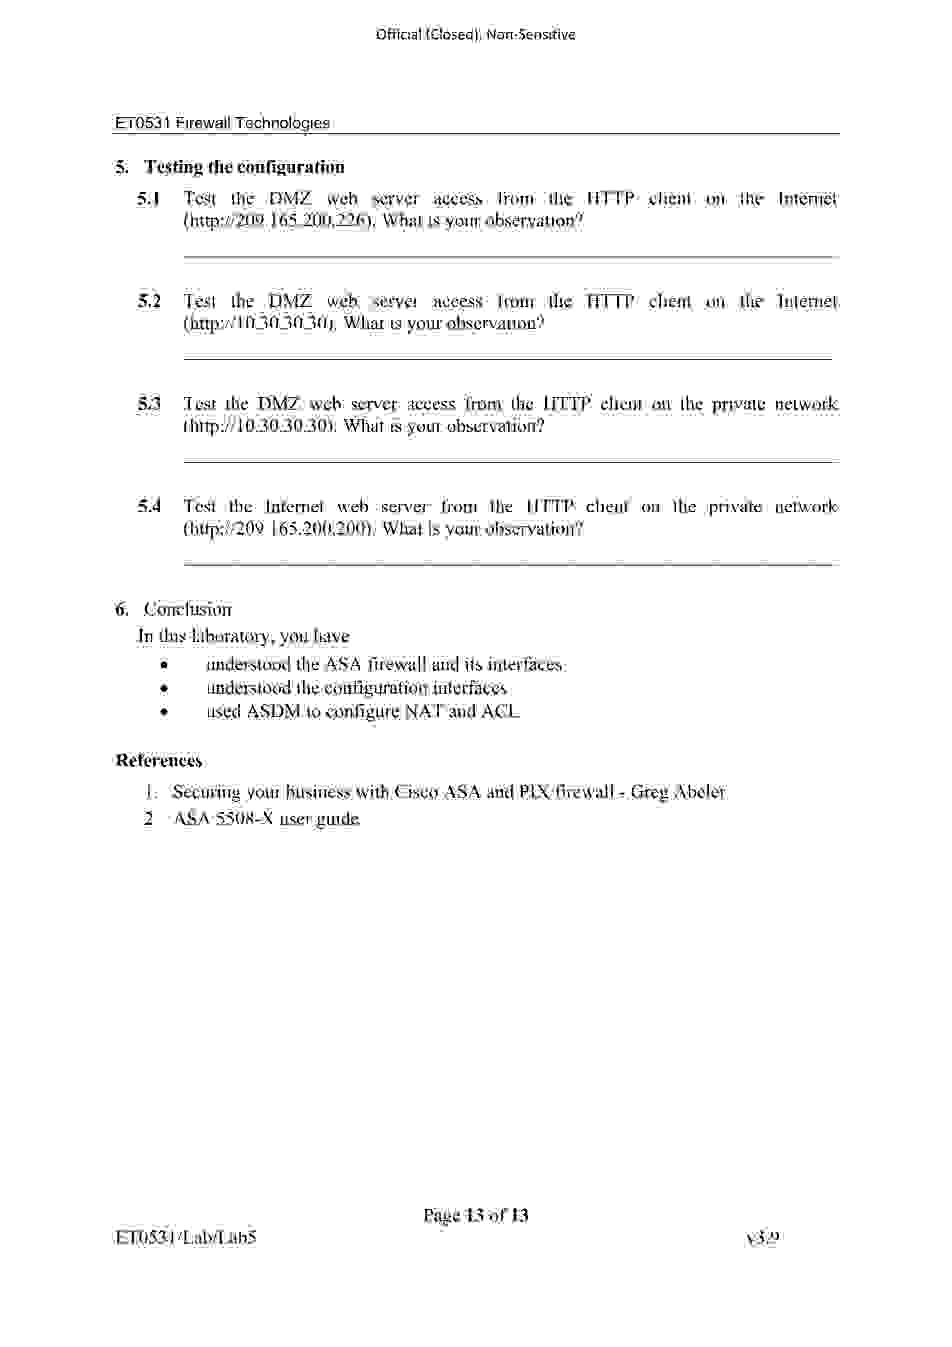 Official (Closed), Non-Sensitive
ET0531 Firewall Technologies
5. Testing the configuration
5.1 Test the DMZ web server access from the HTTP client on the Internet
(http://209.165.200.226). What is your observation?
5.2 Test the DMZ web server access from the HTTP client on the Internet
(http://10.30.30.30). What is your observation?
5.3 Test the DMZ web server access from the HTTP client on the private network
(http://10.30.30.30). What is your observation?
5.4 Test the Internet web server from the HTTP client on the private network
(http://209.165.200.200). What is your observation?
6. Conclusion
In this laboratory, you have
• understood the ASA firewall and its interfaces
• understood the configuration interfaces
• used ASDM to configure NAT and ACL
References
1. Securing your business with Cisco ASA and PIX firewall - Greg Abeler
2. ASA 5508-X user guide
Page 13 of 13
ET0531/Lab/Lab5 v3.9